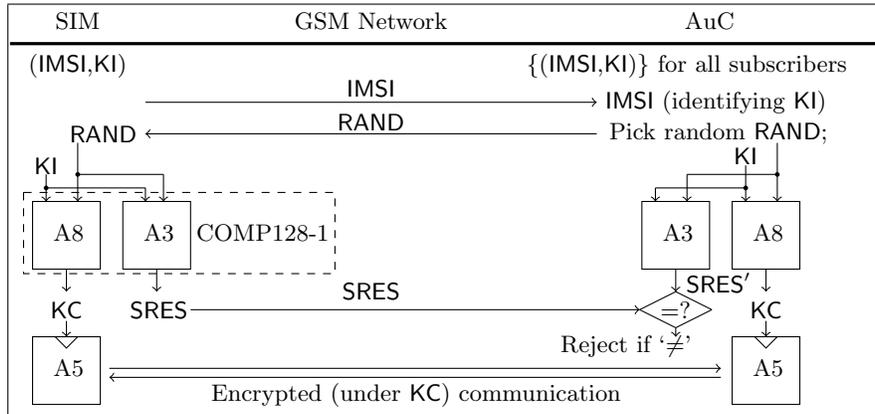 SIM GSM Network AuC
(IMSI,KI) {(IMSI,KI)} for all subscribers
IMSI IMSI (identifying KI)
RAND RAND Pick random RAND;
KI KI
A8 A3 COMP128-1 A3 A8
SRES′
KC SRES SRES =? KC
Reject if ‘≠’
A5 A5
Encrypted (under KC) communication